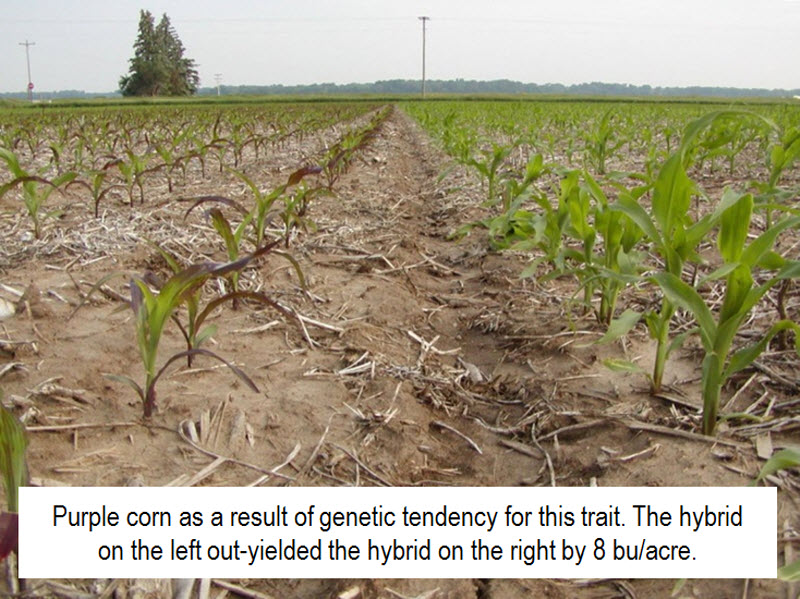 Purple corn as a result of genetic tendency for this trait. The hybrid
on the left out-yielded the hybrid on the right by 8 bu/acre.